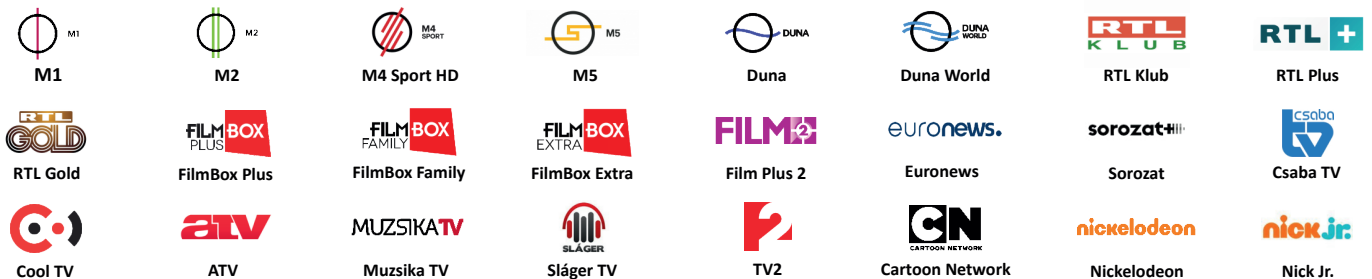 M1 M2 M4 SPORT M5 DUNA DUNA WORLD RTL KLUB RTL +
M1 M2 M4 Sport HD M5 Duna Duna World RTL Klub RTL Plus
RTL GOLD FILM PLUS BOX FILM FAMILY BOX FILM EXTRA BOX FILM+2 euronews. sorozat+ csaba tv
RTL Gold FilmBox Plus FilmBox Family FilmBox Extra Film Plus 2 Euronews Sorozat Csaba TV
C atv MUZSIKATV SLÁGER 2 CN CARTOON NETWORK nickelodeon nick jr.
Cool TV ATV Muzsika TV Sláger TV TV2 Cartoon Network Nickelodeon Nick Jr.